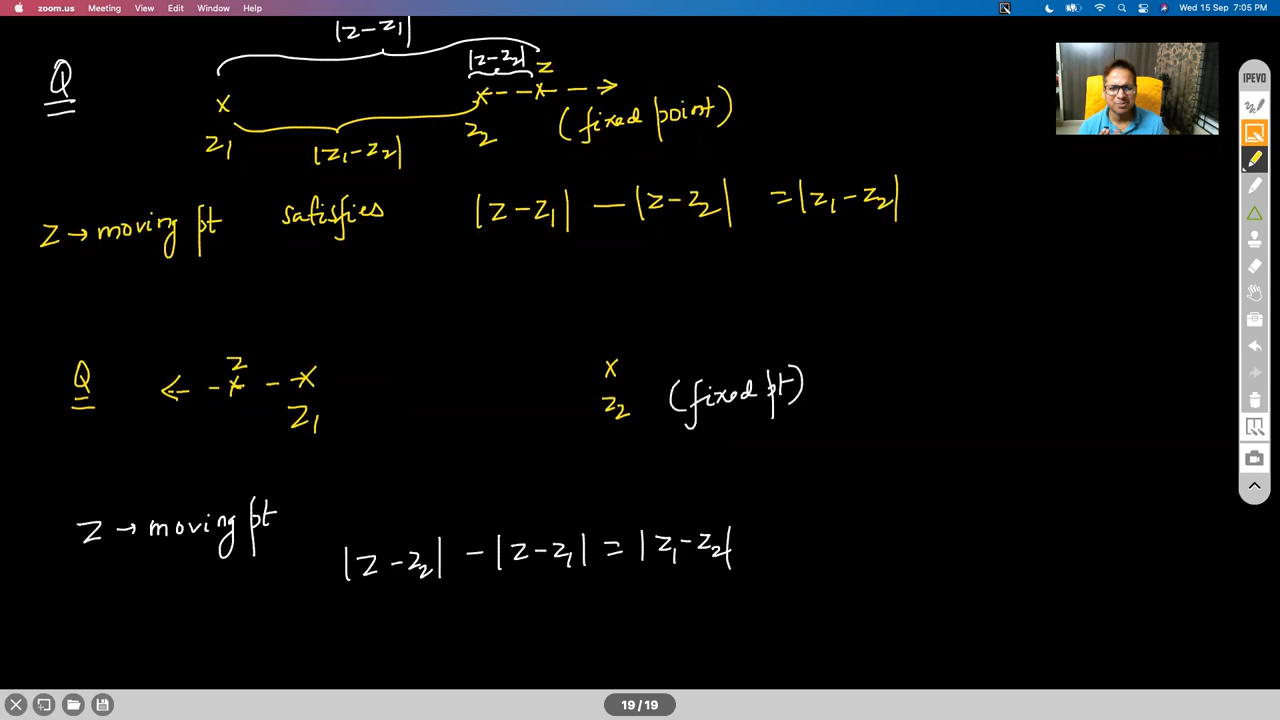 zoom.us Meeting View Edit Window Help Wed 15 Sep 7:05 PM
|z-z₁|
Q |z-z₂| z
IPEVO
x x x
z₁ z₂ (fixed point)
|z₁-z₂|
z → moving pt satisfies |z-z₁| - |z-z₂| = |z₁-z₂|
Q z x
x x z₂ (fixed pt)
z₁
z → moving pt
|z-z₂| - |z-z₁| = |z₁-z₂|
19/19